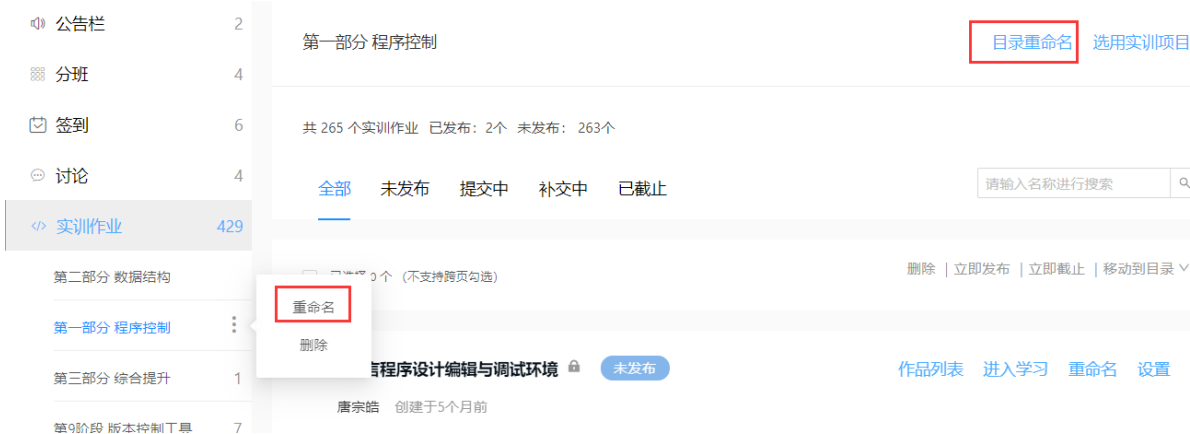 公告栏 2
分班 4
签到 6
讨论 4
</> 实训作业 429
第二部分 数据结构
第一部分 程序控制
第三部分 综合提升 1
第9阶段 版本控制工具 7
重命名
删除
第一部分 程序控制
目录重命名 选用实训项目
共 265 个实训作业 已发布: 2个 未发布: 263个
全部 未发布 提交中 补交中 已截止
请输入名称进行搜索
已选择 0 个 (不支持跨页勾选)
删除 | 立即发布 | 立即截止 | 移动到目录
言程序设计编辑与调试环境 未发布
作品列表 进入学习 重命名 设置
唐宗皓 创建于5个月前